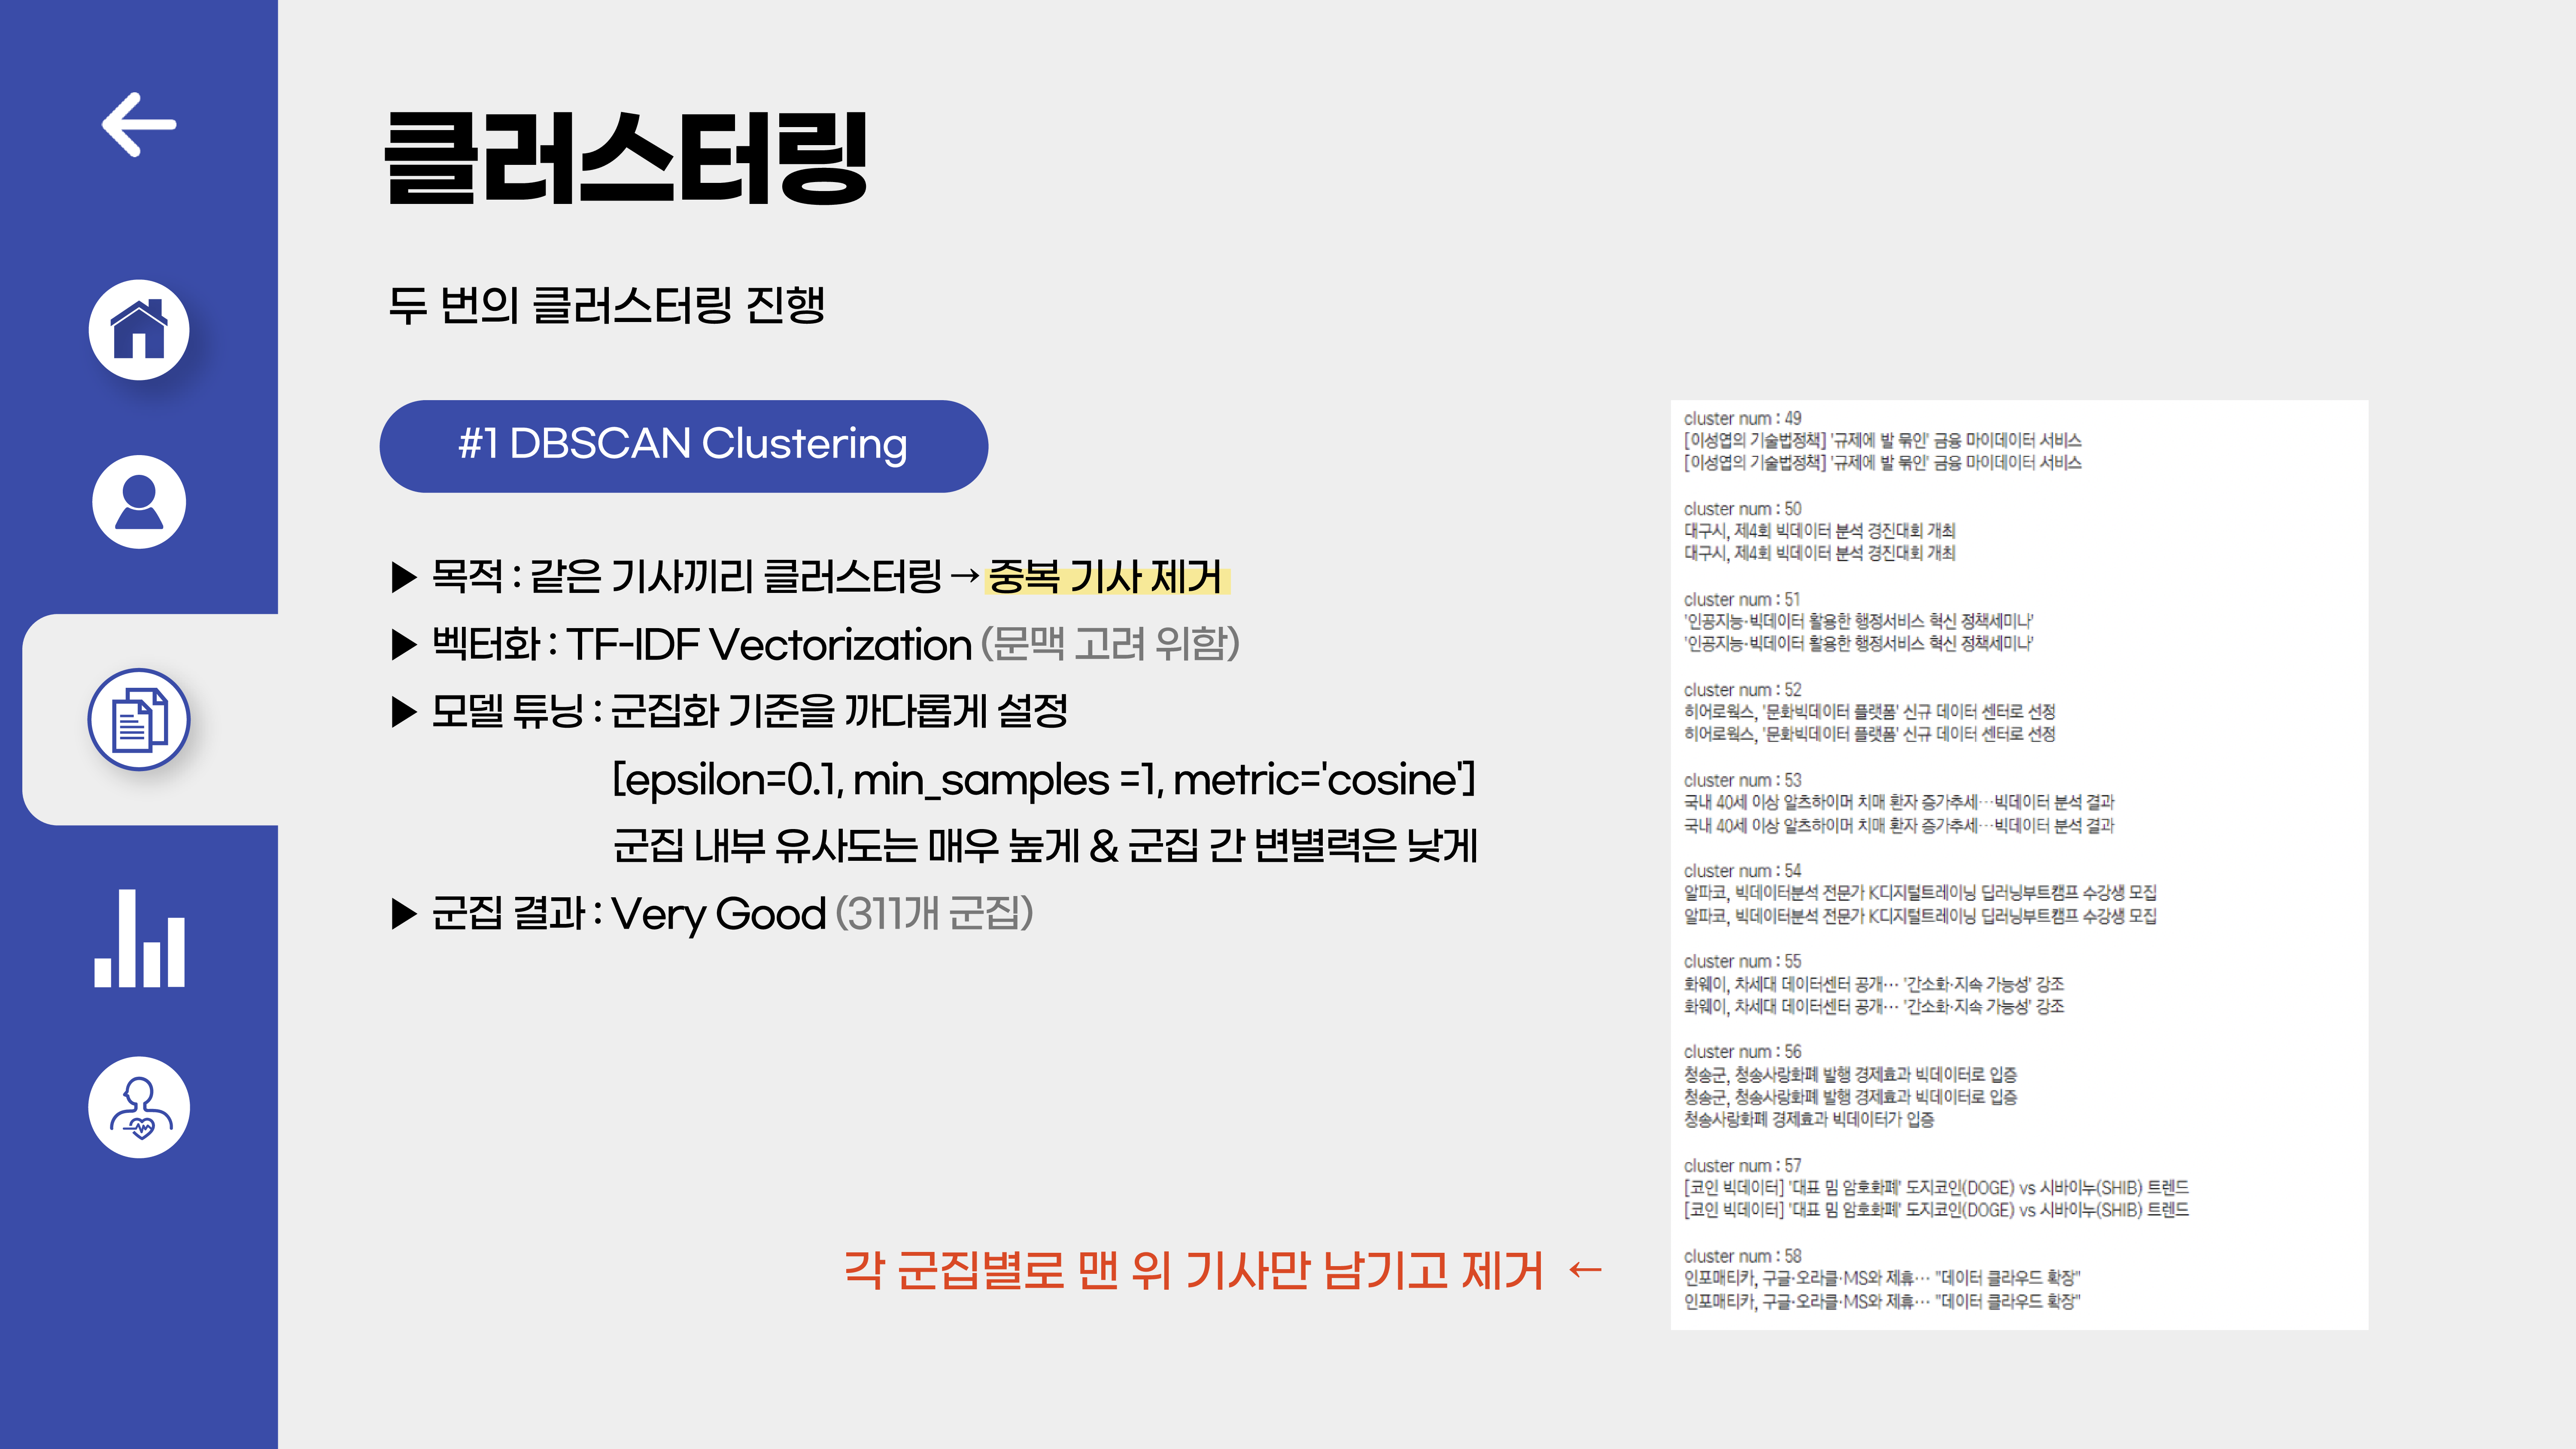 클러스터링
두 번의 클러스터링 진행
#1 DBSCAN Clustering
▶ 목적 : 같은 기사끼리 클러스터링 → 중복 기사 제거
▶ 벡터화 : TF-IDF Vectorization (문맥 고려 위함)
▶ 모델 튜닝 : 군집화 기준을 까다롭게 설정
[epsilon=0.1, min_samples =1, metric='cosine']
군집 내부 유사도는 매우 높게 & 군집 간 변별력은 낮게
▶ 군집 결과 : Very Good (311개 군집)
각 군집별로 맨 위 기사만 남기고 제거 ←
cluster num : 49
[이성엽의 기술법정책] '규제에 발 묶인' 금융 마이데이터 서비스
[이성엽의 기술법정책] '규제에 발 묶인' 금융 마이데이터 서비스
cluster num : 50
대구시, 제4회 빅데이터 분석 경진대회 개최
대구시, 제4회 빅데이터 분석 경진대회 개최
cluster num : 51
'인공지능·빅데이터 활용한 행정서비스 혁신 정책세미나'
'인공지능·빅데이터 활용한 행정서비스 혁신 정책세미나'
cluster num : 52
히어로웍스, '문화빅데이터 플랫폼' 신규 데이터 센터로 선정
히어로웍스, '문화빅데이터 플랫폼' 신규 데이터 센터로 선정
cluster num : 53
국내 40세 이상 알츠하이머 치매 환자 증가추세…빅데이터 분석 결과
국내 40세 이상 알츠하이머 치매 환자 증가추세…빅데이터 분석 결과
cluster num : 54
알파코, 빅데이터분석 전문가 K디지털트레이닝 딥러닝부트캠프 수강생 모집
알파코, 빅데이터분석 전문가 K디지털트레이닝 딥러닝부트캠프 수강생 모집
cluster num : 55
화웨이, 차세대 데이터센터 공개… '간소화·지속 가능성' 강조
화웨이, 차세대 데이터센터 공개… '간소화·지속 가능성' 강조
cluster num : 56
청송군, 청송사랑화폐 발행 경제효과 빅데이터로 입증
청송군, 청송사랑화폐 발행 경제효과 빅데이터로 입증
청송사랑화폐 경제효과 빅데이터가 입증
cluster num : 57
[코인 빅데이터] '대표 밈 암호화폐' 도지코인(DOGE) vs 시바이누(SHIB) 트렌드
[코인 빅데이터] '대표 밈 암호화폐' 도지코인(DOGE) vs 시바이누(SHIB) 트렌드
cluster num : 58
인포매티카, 구글·오라클·MS와 제휴… "데이터 클라우드 확장"
인포매티카, 구글·오라클·MS와 제휴… "데이터 클라우드 확장"